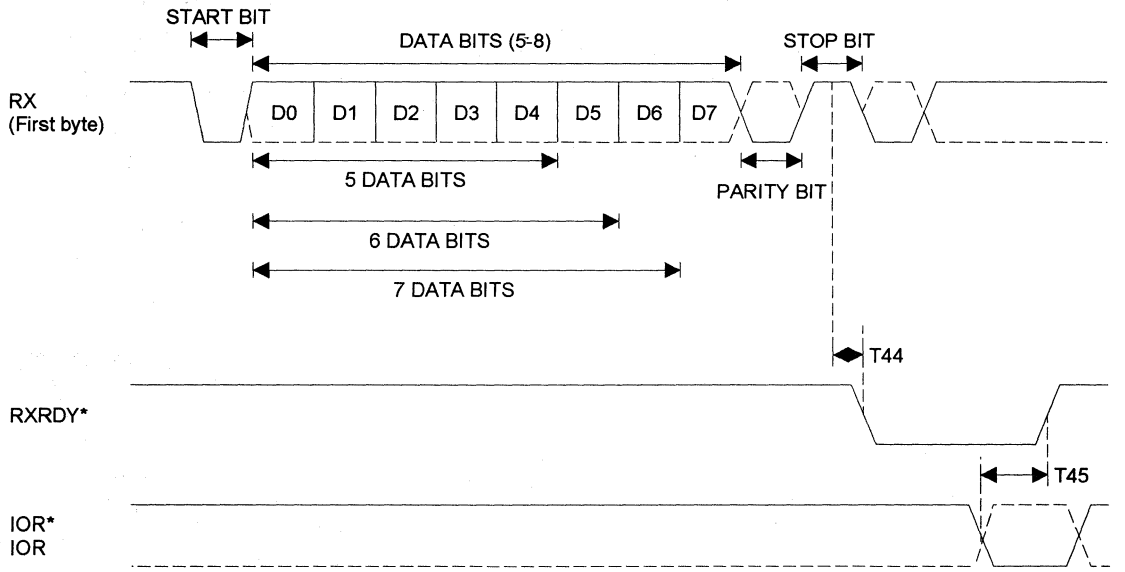 START BIT
DATA BITS (5-8)
STOP BIT
RX
(First byte)
D0 D1 D2 D3 D4 D5 D6 D7
5 DATA BITS
PARITY BIT
6 DATA BITS
7 DATA BITS
T44
RXRDY*
T45
IOR*
IOR